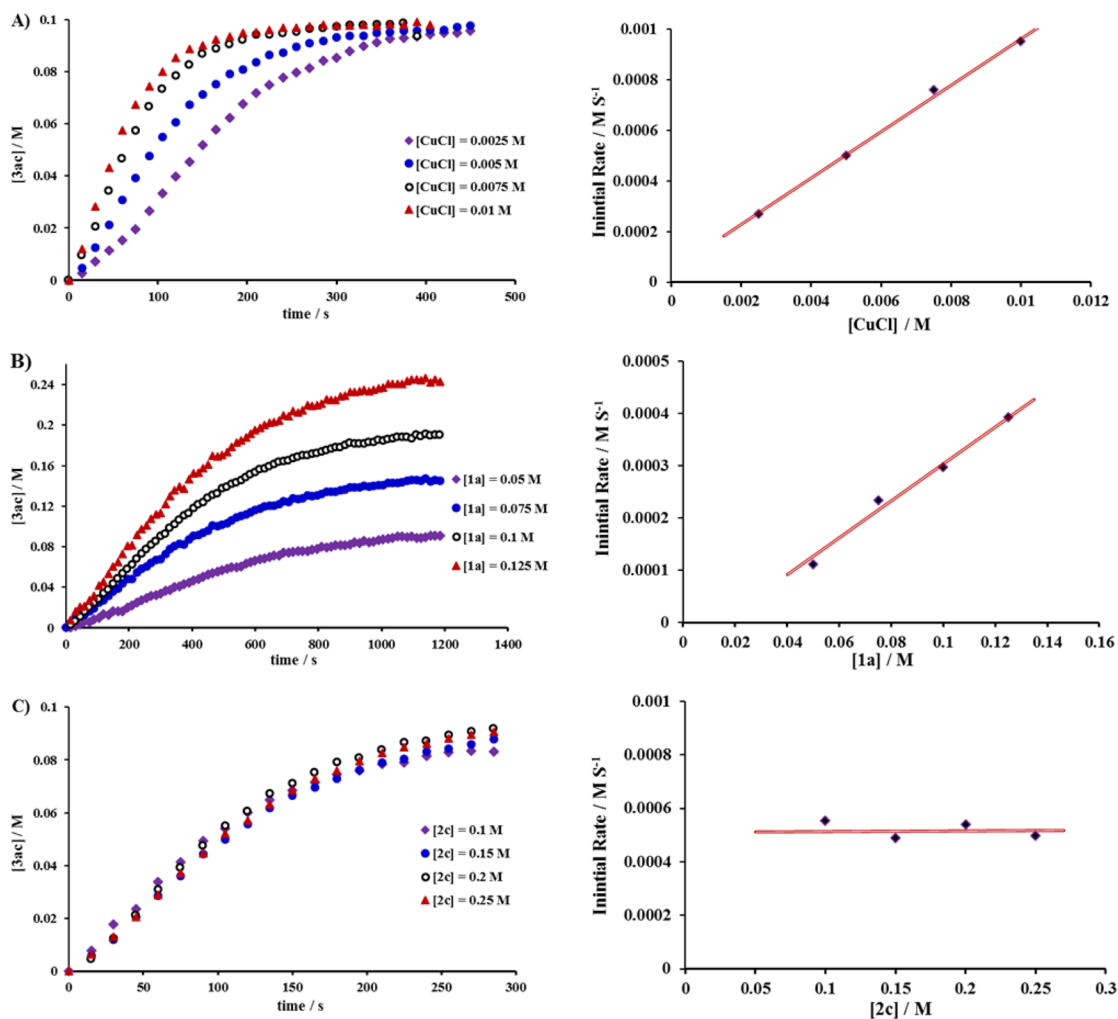 A)
0.1
0.08
0.06
0.04
0.02
0
0 100 200 300 400 500
[3ac] / M
time / s
[CuCl] = 0.0025 M
[CuCl] = 0.005 M
[CuCl] = 0.0075 M
[CuCl] = 0.01 M
0.001
0.0008
0.0006
0.0004
0.0002
0
0 0.002 0.004 0.006 0.008 0.01 0.012
Inintial Rate / M S-1
[CuCl] / M
B)
0.24
0.2
0.16
0.12
0.08
0.04
0
0 200 400 600 800 1000 1200 1400
[3ac] / M
time / s
[1a] = 0.05 M
[1a] = 0.075 M
[1a] = 0.1 M
[1a] = 0.125 M
0.0005
0.0004
0.0003
0.0002
0.0001
0
0 0.02 0.04 0.06 0.08 0.1 0.12 0.14 0.16
Inintial Rate / M S-1
[1a] / M
C)
0.1
0.08
0.06
0.04
0.02
0
0 50 100 150 200 250 300
[3ac] / M
time / s
[2c] = 0.1 M
[2c] = 0.15 M
[2c] = 0.2 M
[2c] = 0.25 M
0.001
0.0008
0.0006
0.0004
0.0002
0
0 0.05 0.1 0.15 0.2 0.25 0.3
Inintial Rate / M S-1
[2c] / M